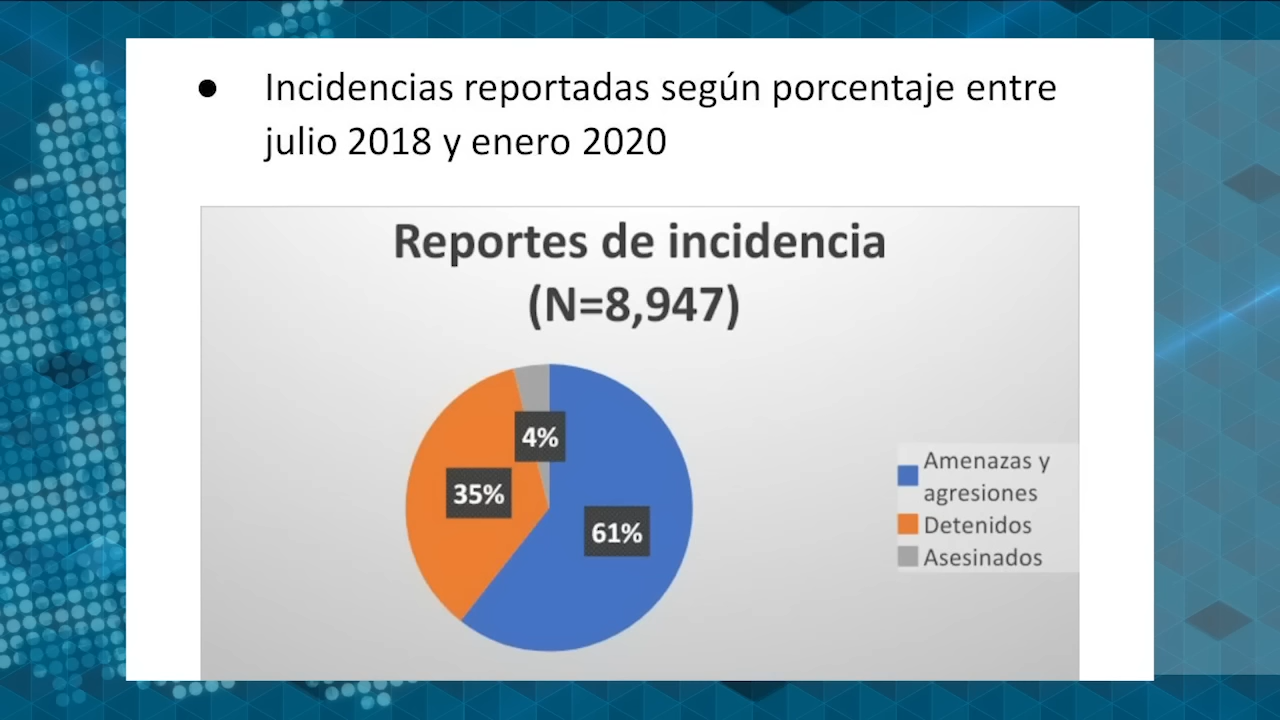 ● Incidencias reportadas según porcentaje entre
julio 2018 y enero 2020
Reportes de incidencia
(N=8,947)
4%
35%
61%
Amenazas y
agresiones
Detenidos
Asesinados